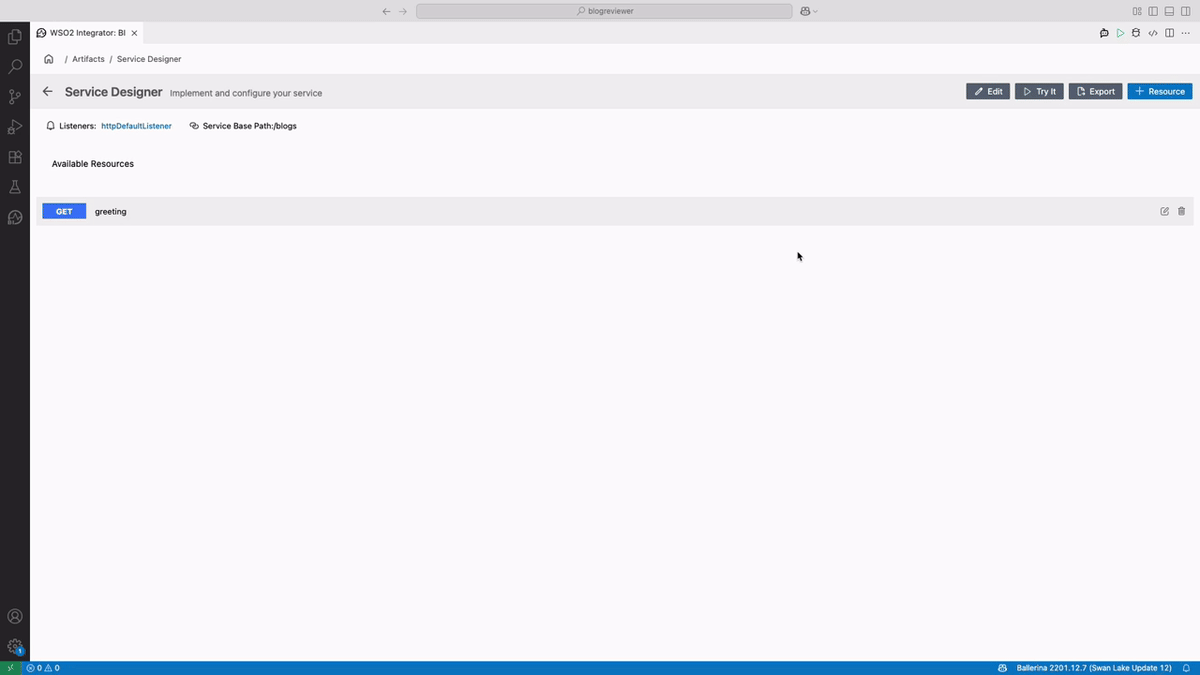 blogreviewer
WSO2 Integrator: BI
/ Artifacts / Service Designer
Service Designer Implement and configure your service
Edit Try It Export + Resource
Listeners: httpDefaultListener Service Base Path:/blogs
Available Resources
GET greeting
1
0 0 Ballerina 2201.12.7 (Swan Lake Update 12)